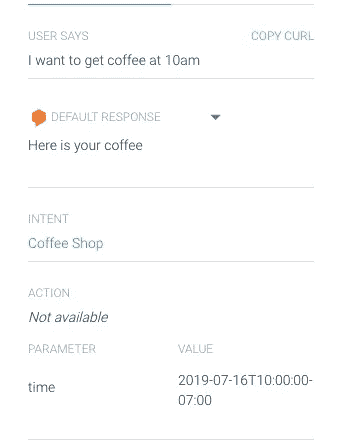 USER SAYS COPY CURL
I want to get coffee at 10am
DEFAULT RESPONSE
Here is your coffee
INTENT
Coffee Shop
ACTION
Not available
PARAMETER VALUE
time 2019-07-16T10:00:00-
07:00